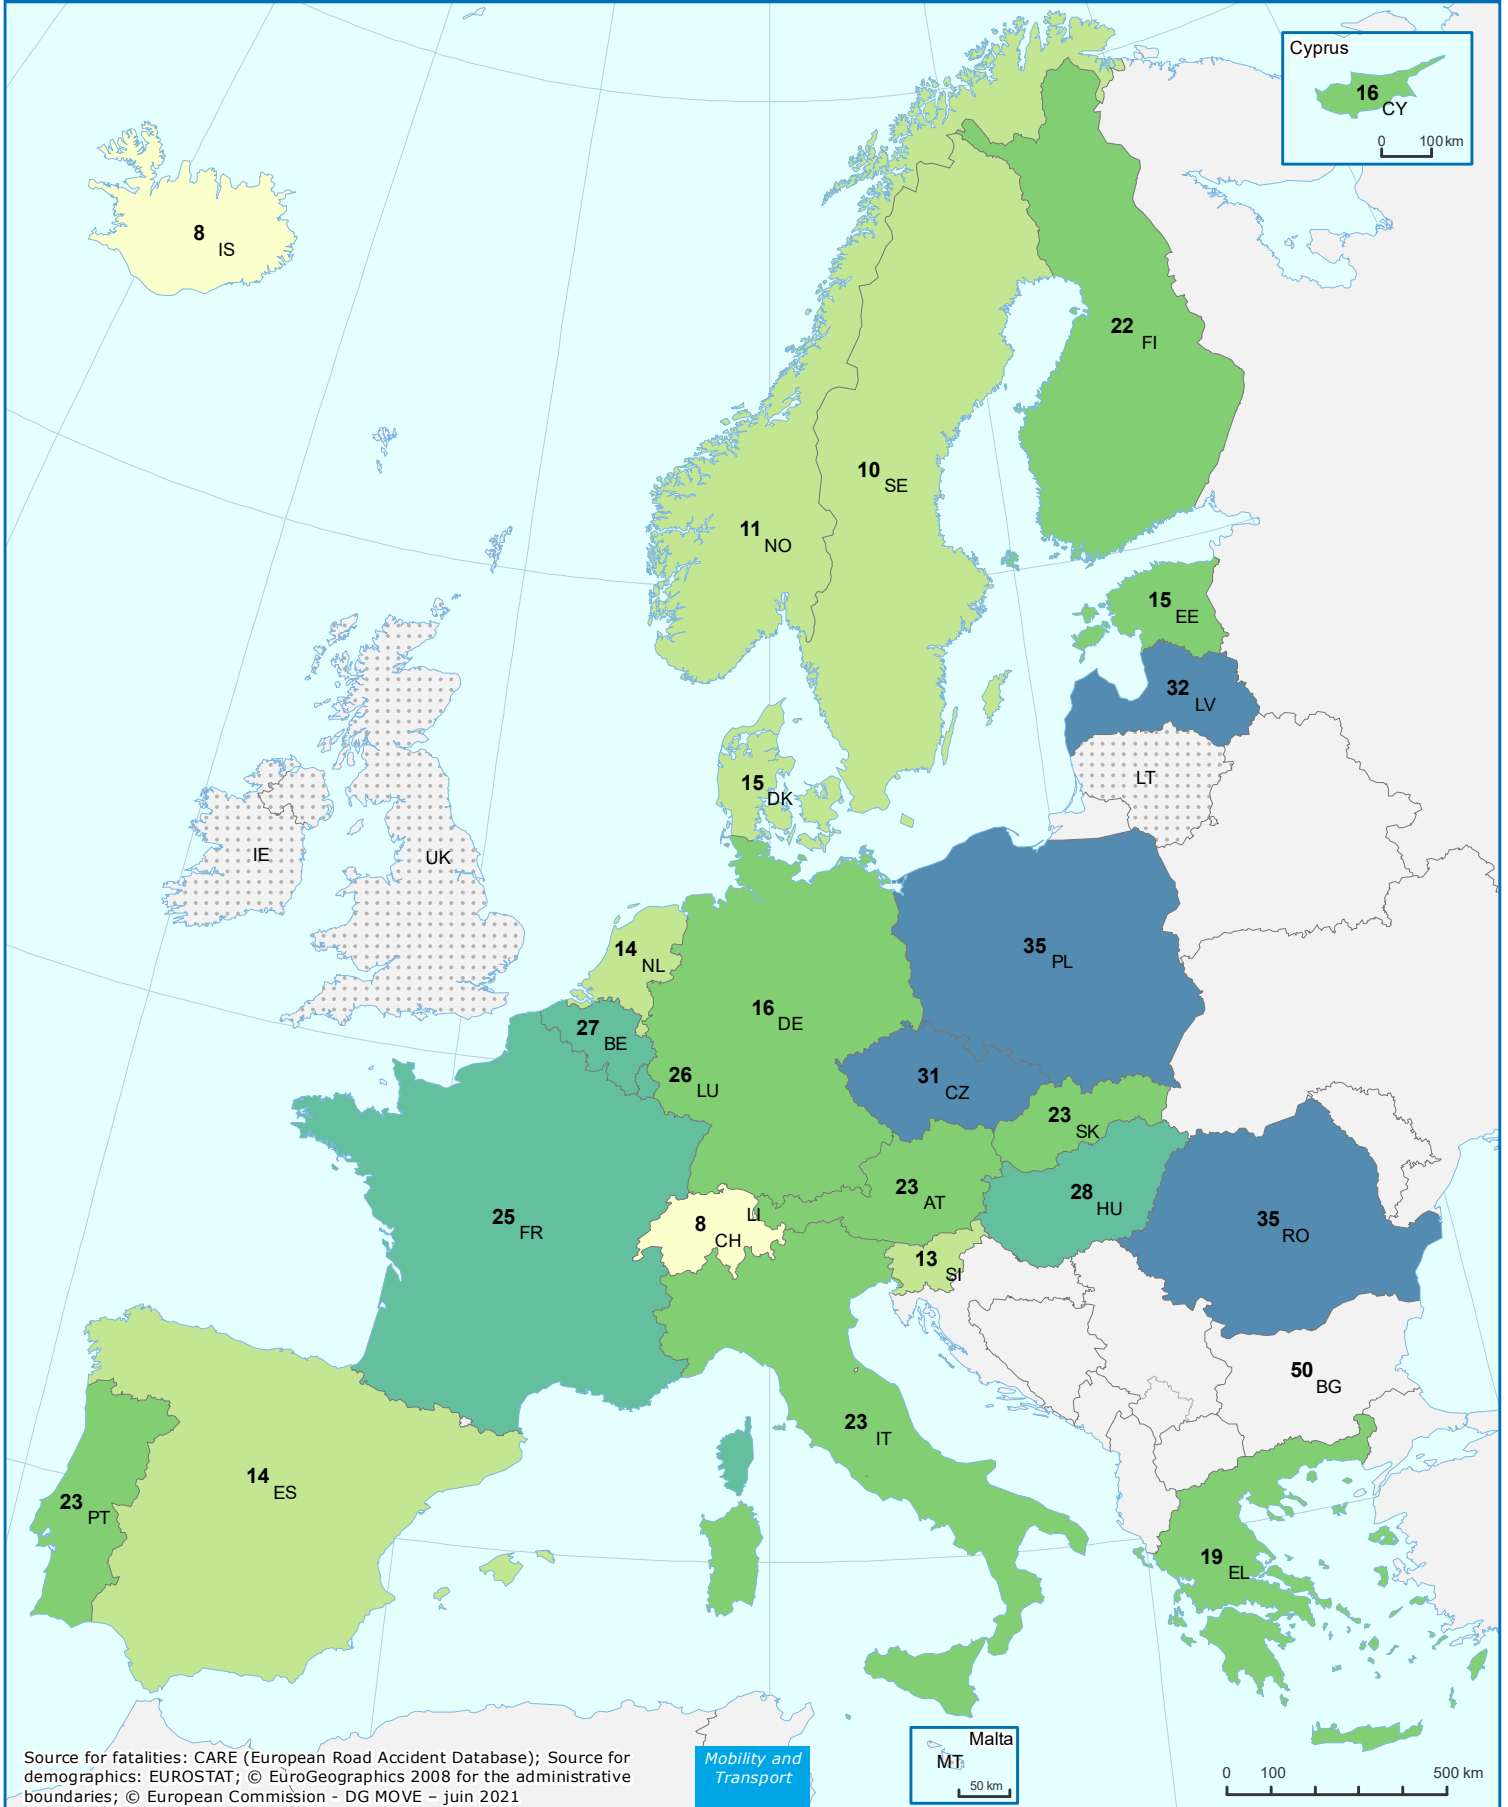 Cyprus
16
CY
0 100 km
8
IS
22
FI
10
SE
11
NO
15
EE
32
LV
LT
15
DK
IE
UK
14
NL
35
PL
16
DE
27
BE
26
LU
31
CZ
23
SK
23
AT
28
HU
25
FR
8
CH
LI
35
RO
13
SI
50
BG
23
IT
14
ES
23
PT
19
EL
Malta
MT
50 km
Mobility and
Transport
0 100 500 km
Source for fatalities: CARE (European Road Accident Database); Source for
demographics: EUROSTAT; © EuroGeographics 2008 for the administrative
boundaries; © European Commission - DG MOVE – juin 2021